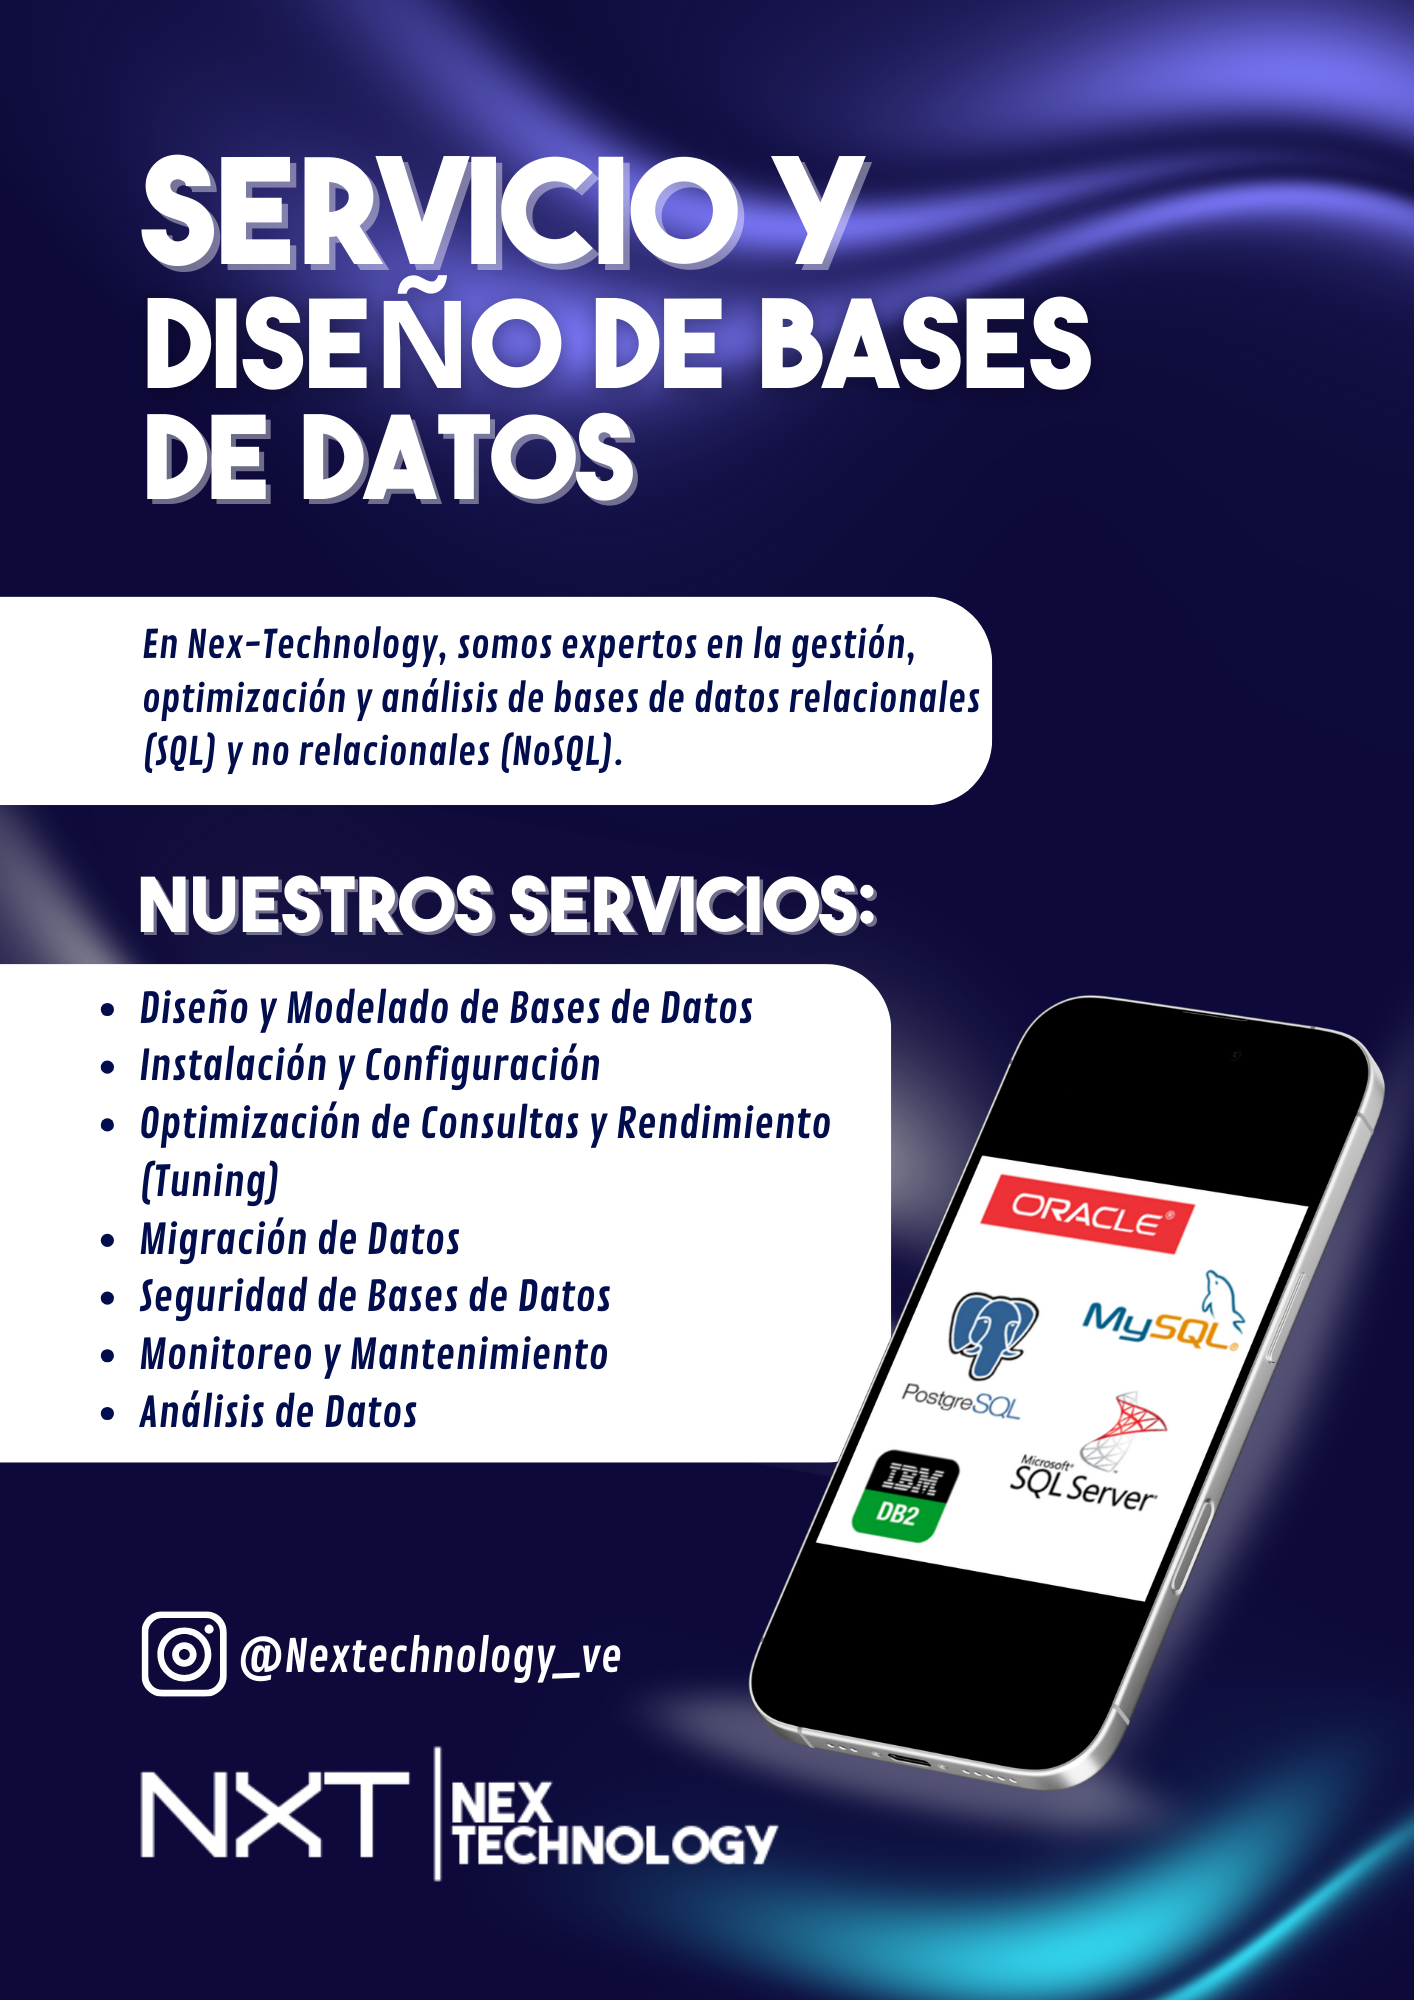 SERVICIO Y
DISEÑO DE BASES
DE DATOS
En Nex-Technology, somos expertos en la gestión,
optimización y análisis de bases de datos relacionales
(SQL) y no relacionales (NoSQL).
NUESTROS SERVICIOS:
• Diseño y Modelado de Bases de Datos
• Instalación y Configuración
• Optimización de Consultas y Rendimiento
(Tuning)
• Migración de Datos
• Seguridad de Bases de Datos
• Monitoreo y Mantenimiento
• Análisis de Datos
ORACLE®
MySQL®
PostgreSQL
Microsoft®
SQL Server™
IBM
DB2
@Nextechnology_ve
NXT
NEX
TECHNOLOGY